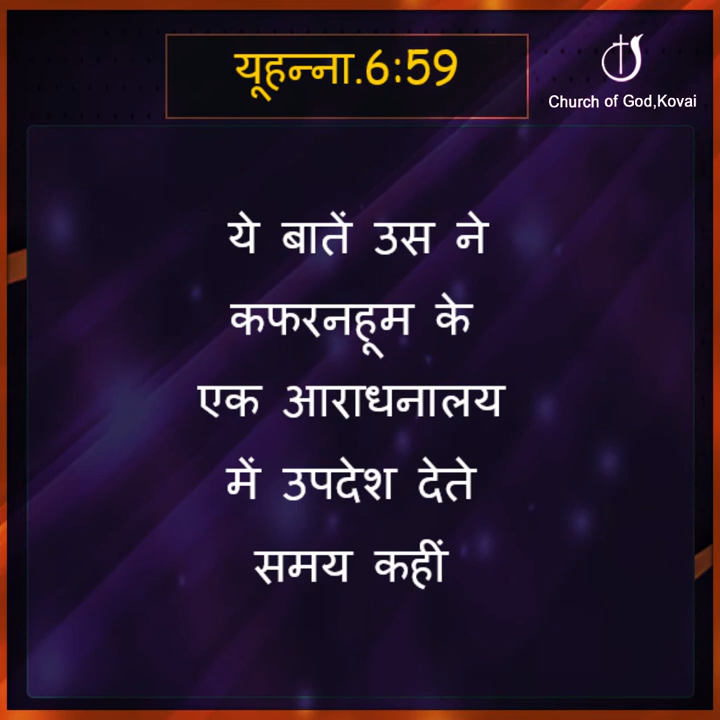 यूहन्ना.6:59
Church of God,Kovai
ये बातें उस ने
कफरनहूम के
एक आराधनालय
में उपदेश देते
समय कहीं